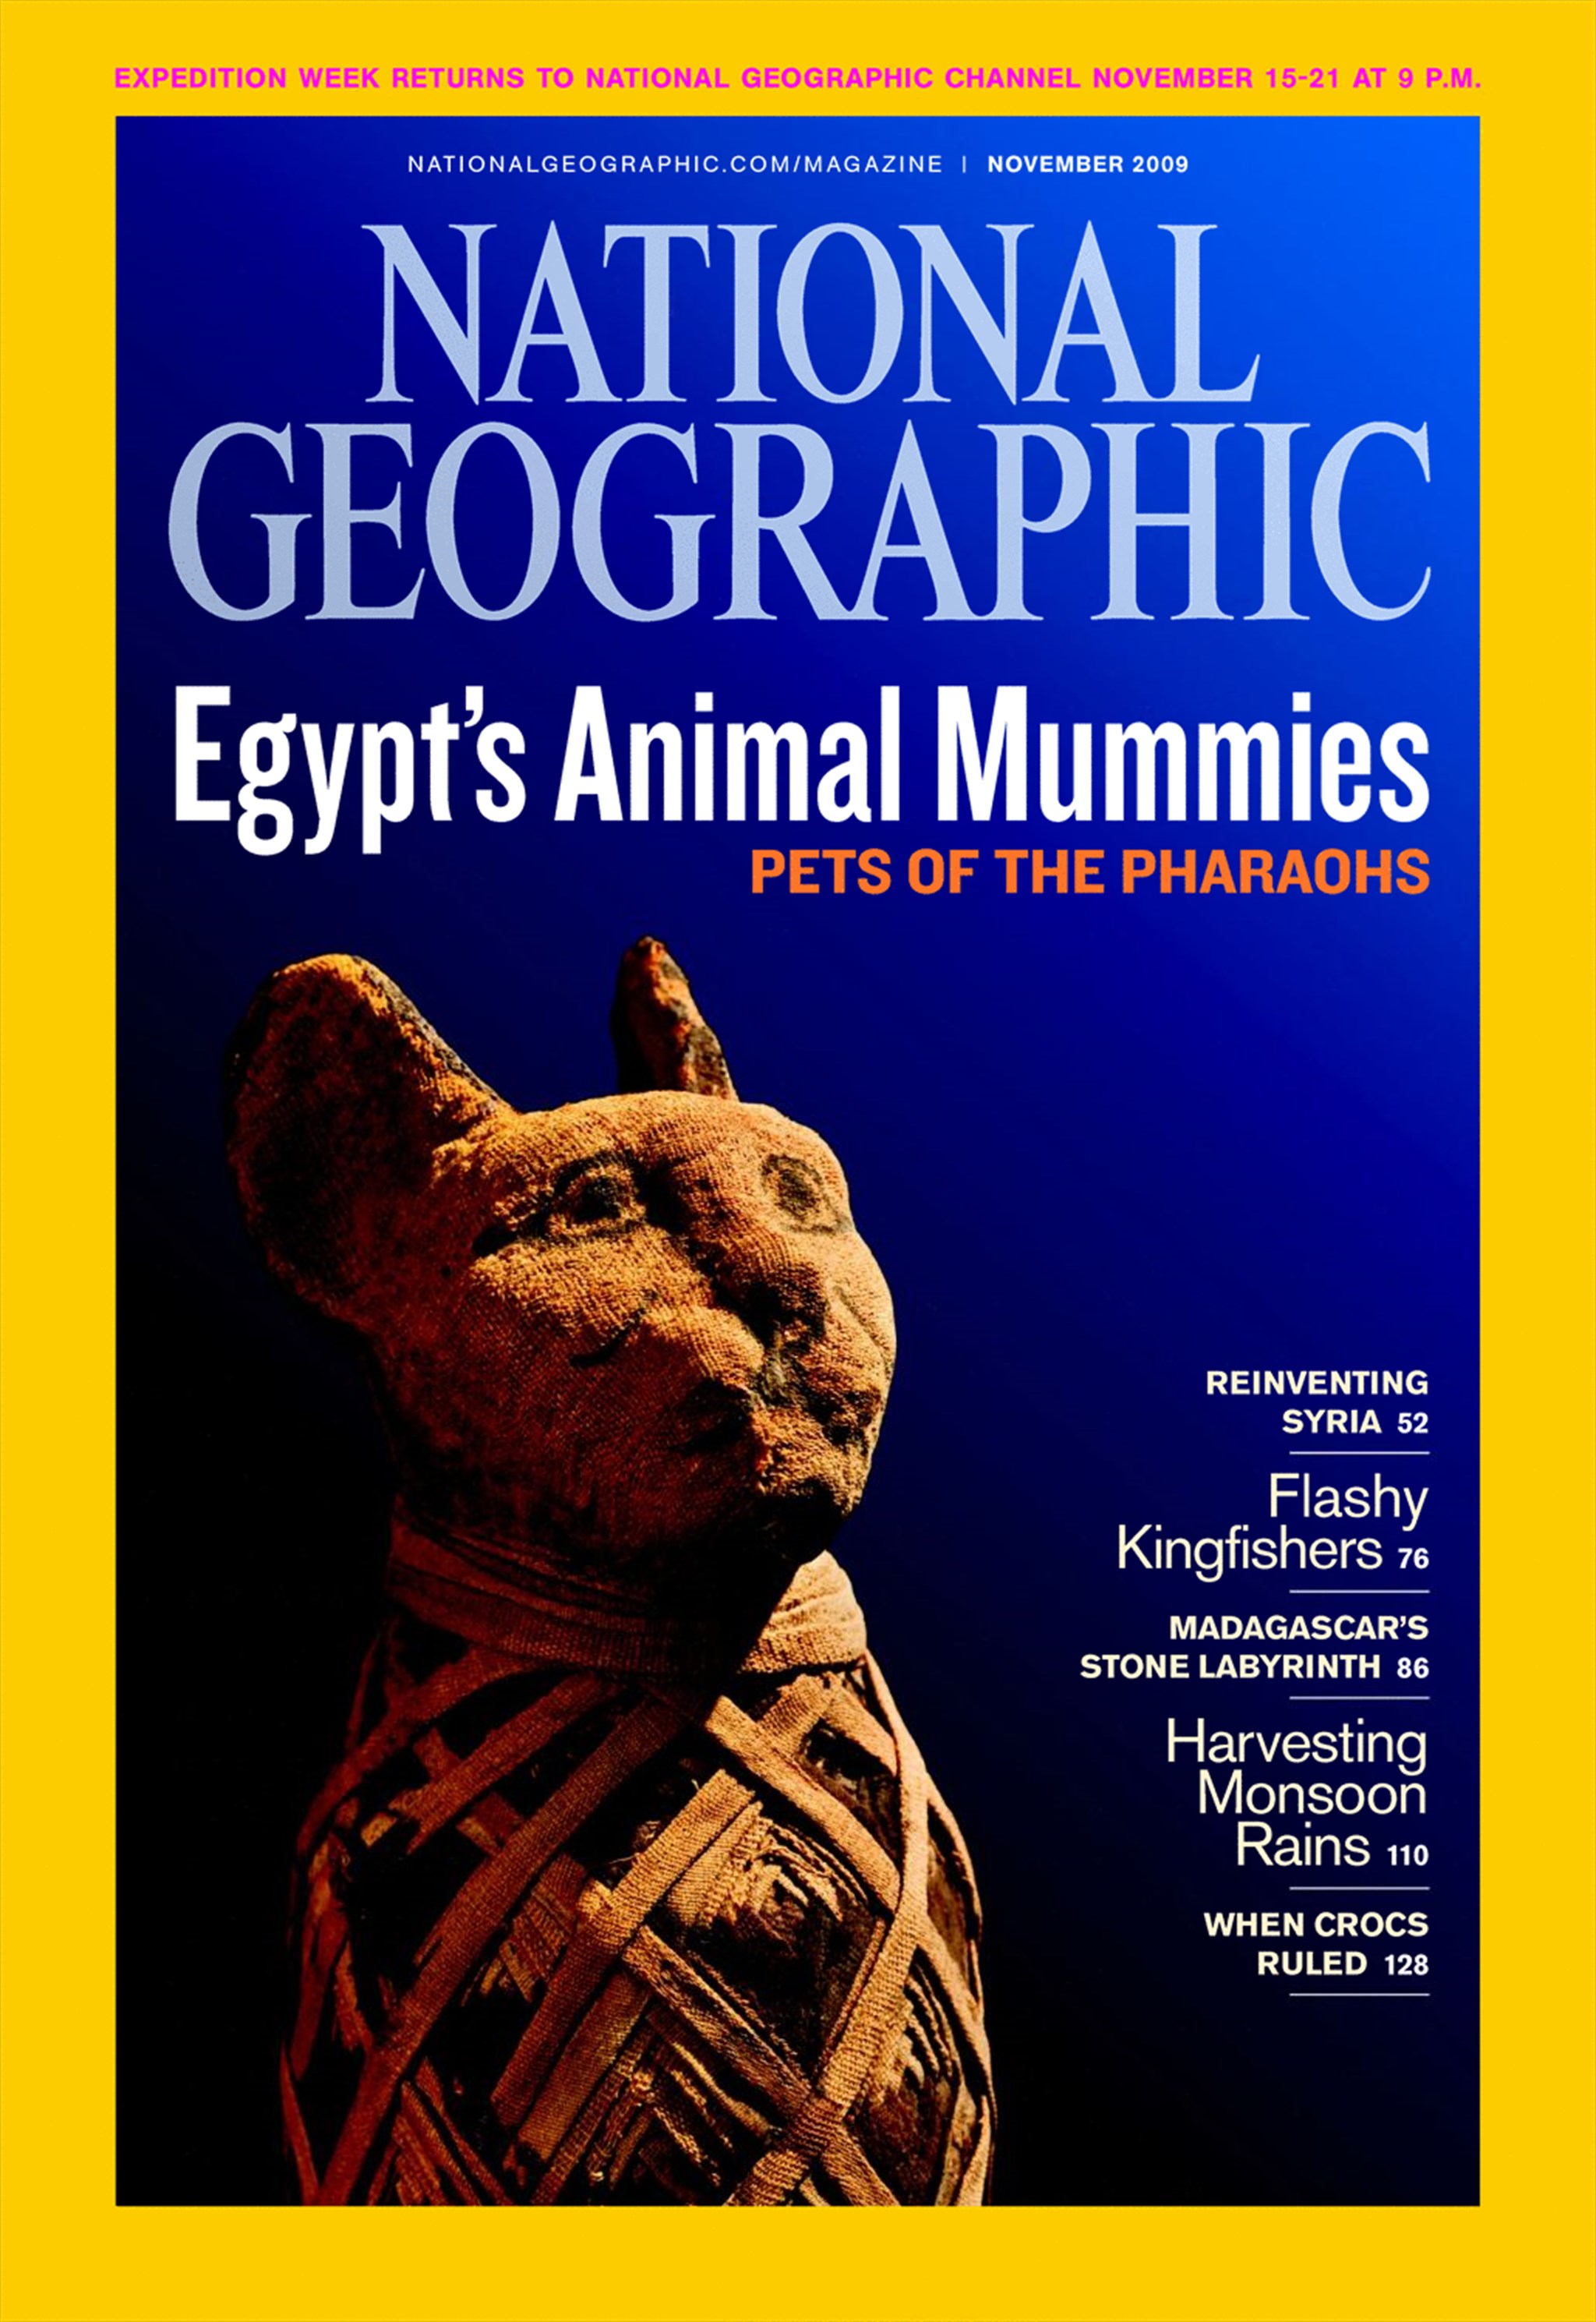 EXPEDITION WEEK RETURNS TO NATIONAL GEOGRAPHIC CHANNEL NOVEMBER 15-21 AT 9 P.M.
NATIONALGEOGRAPHIC.COM/MAGAZINE | NOVEMBER 2009
NATIONAL
GEOGRAPHIC
Egypt’s Animal Mummies
PETS OF THE PHARAOHS
REINVENTING
SYRIA 52
Flashy
Kingfishers 76
MADAGASCAR’S
STONE LABYRINTH 86
Harvesting
Monsoon
Rains 110
WHEN CROCS
RULED 128